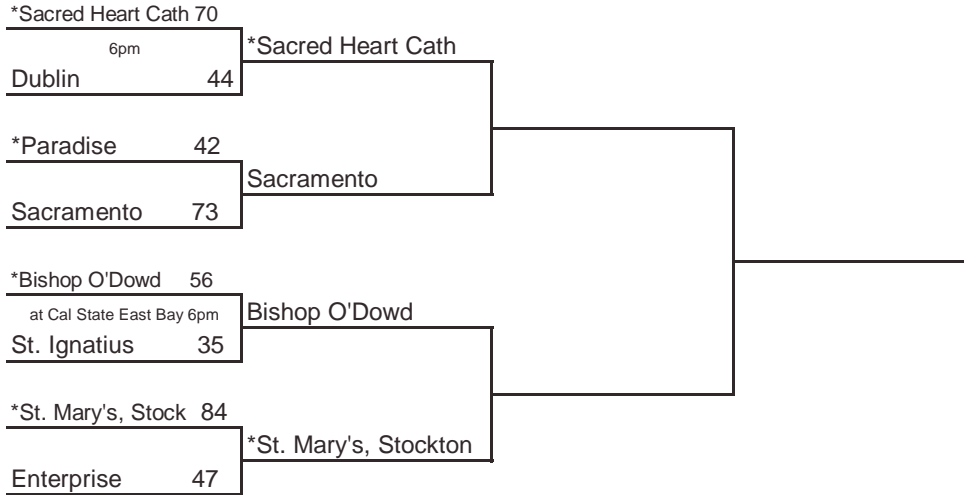 *Sacred Heart Cath 70
6pm
*Sacred Heart Cath
Dublin 44
*Paradise 42
Sacramento
Sacramento 73
*Bishop O'Dowd 56
at Cal State East Bay 6pm
Bishop O'Dowd
St. Ignatius 35
*St. Mary's, Stock 84
*St. Mary's, Stockton
Enterprise 47